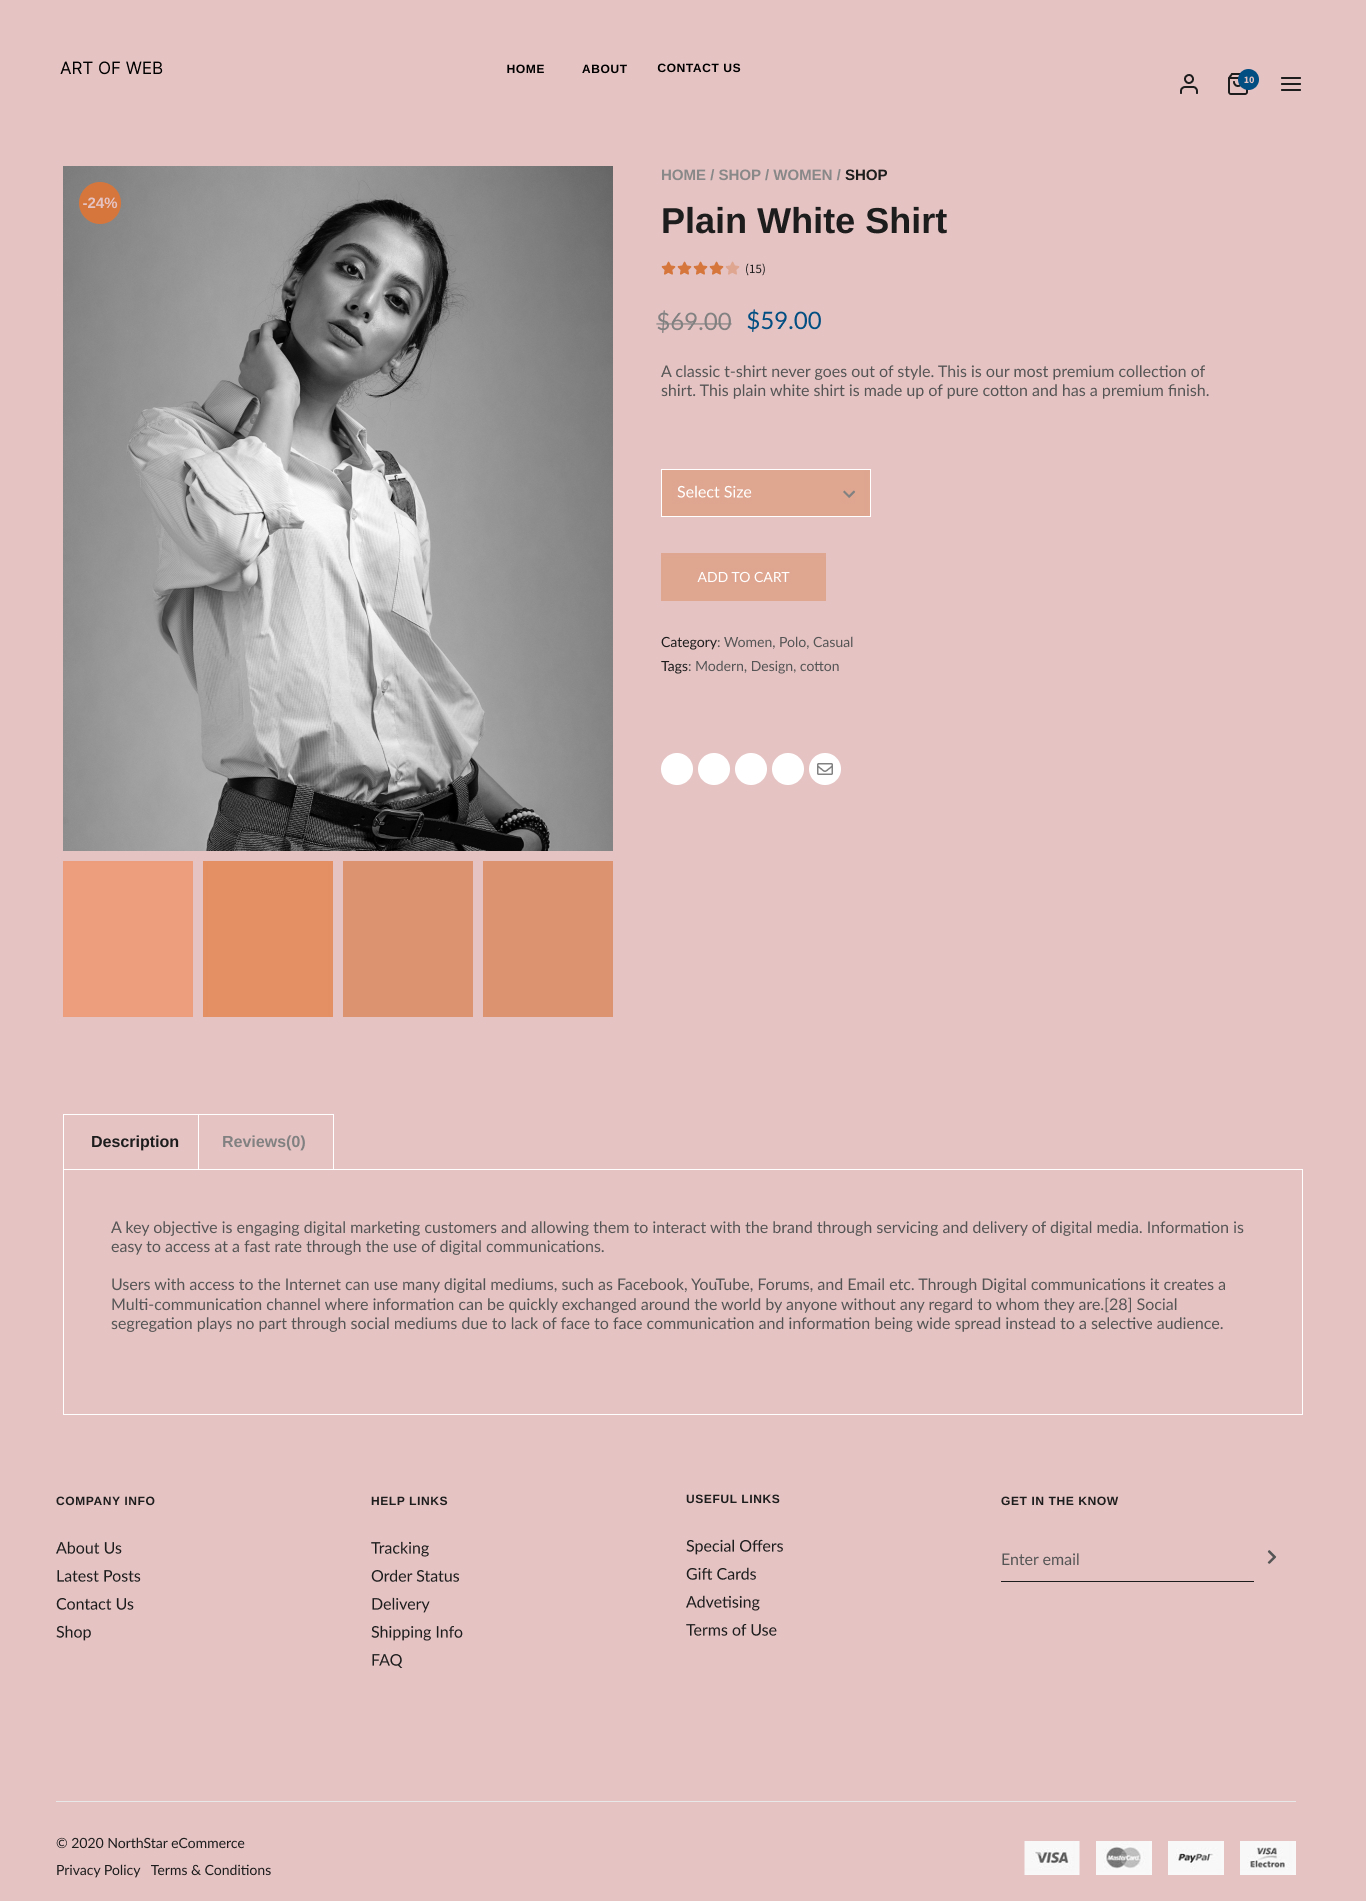 ART OF WEB
HOME
ABOUT
CONTACT US
10
-24%
HOME / SHOP / WOMEN / SHOP
Plain White Shirt
(15)
$69.00 $59.00
A classic t-shirt never goes out of style. This is our most premium collection of
shirt. This plain white shirt is made up of pure cotton and has a premium finish.
Select Size
ADD TO CART
Category: Women, Polo, Casual
Tags: Modern, Design, cotton
Description
Reviews(0)
A key objective is engaging digital marketing customers and allowing them to interact with the brand through servicing and delivery of digital media. Information is
easy to access at a fast rate through the use of digital communications.
Users with access to the Internet can use many digital mediums, such as Facebook, YouTube, Forums, and Email etc. Through Digital communications it creates a
Multi-communication channel where information can be quickly exchanged around the world by anyone without any regard to whom they are.[28] Social
segregation plays no part through social mediums due to lack of face to face communication and information being wide spread instead to a selective audience.
COMPANY INFO
About Us
Latest Posts
Contact Us
Shop
HELP LINKS
Tracking
Order Status
Delivery
Shipping Info
FAQ
USEFUL LINKS
Special Offers
Gift Cards
Advetising
Terms of Use
GET IN THE KNOW
Enter email
© 2020 NorthStar eCommerce
Privacy Policy Terms & Conditions
VISA
MasterCard
PayPal
VISA
Electron